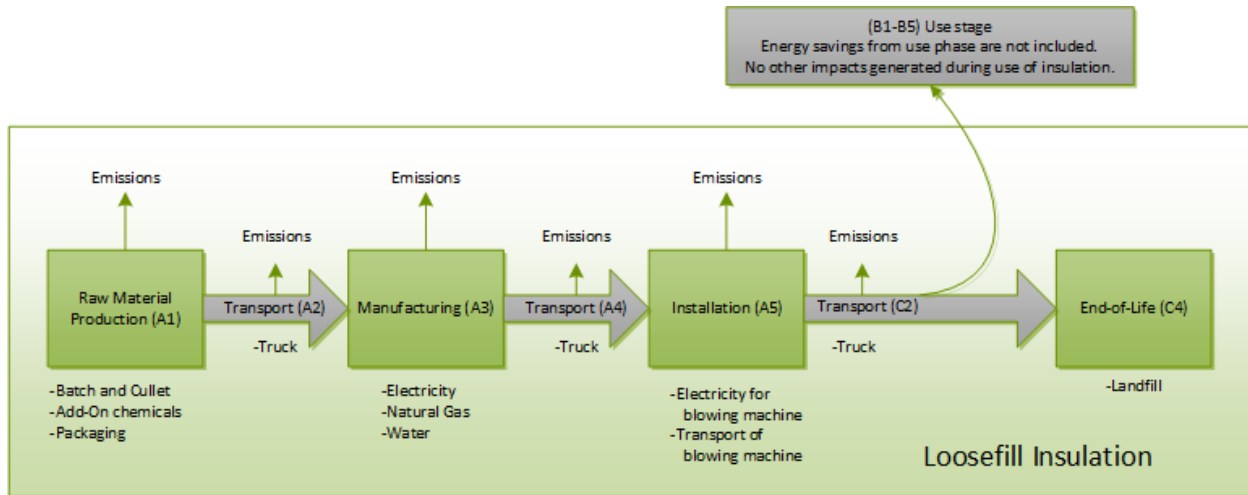 (B1-B5) Use stage
Energy savings from use phase are not included.
No other impacts generated during use of insulation.
Emissions
Emissions
Emissions
Emissions
Emissions
Emissions
Raw Material
Production (A1)
Transport (A2)
Manufacturing (A3)
Transport (A4)
Installation (A5)
Transport (C2)
End-of-Life (C4)
-Truck
-Truck
-Truck
-Batch and Cullet
-Add-On chemicals
-Packaging
-Electricity
-Natural Gas
-Water
-Electricity for
blowing machine
-Transport of
blowing machine
-Landfill
Loosefill Insulation